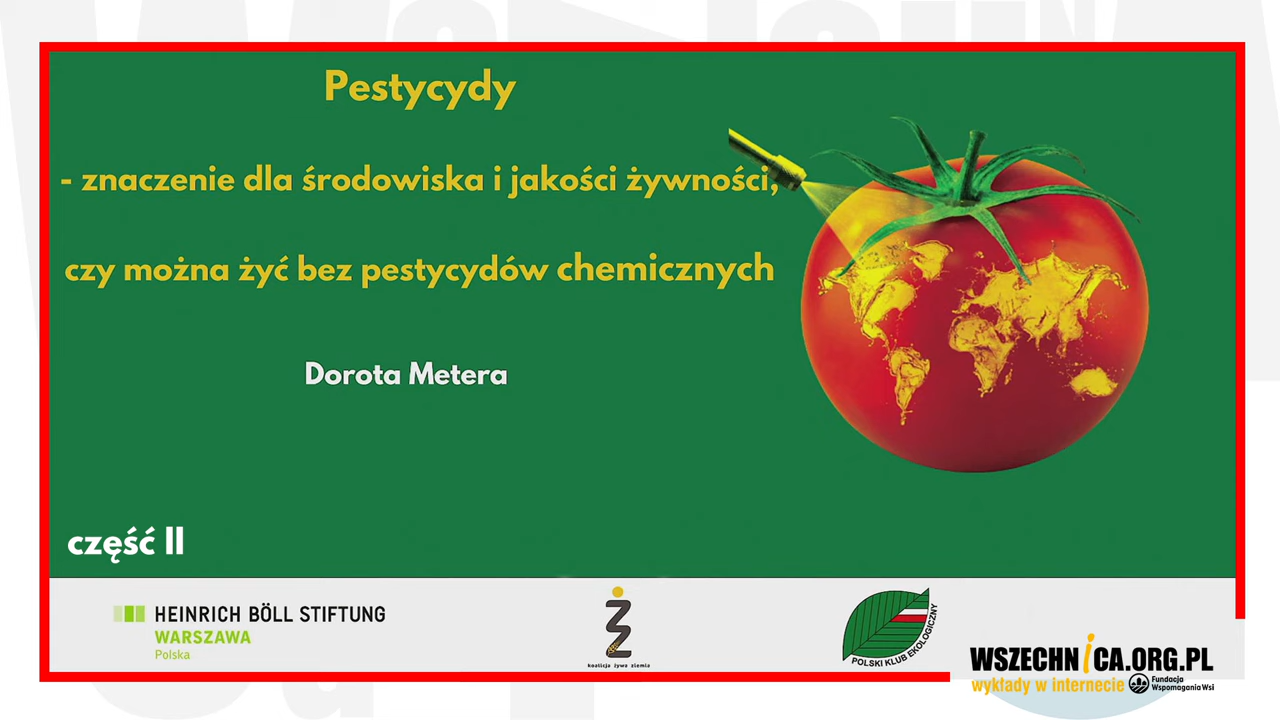 Pestycydy
- znaczenie dla środowiska i jakości żywności,
czy można żyć bez pestycydów chemicznych
Dorota Metera
część II
HEINRICH BÖLL STIFTUNG
WARSZAWA
Polska
koalicja żywa ziemia
POLSKI KLUB EKOLOGICZNY
WSZECHNICA.ORG.PL
wykłady w internecie
Fundacja
Wspomagania Wsi